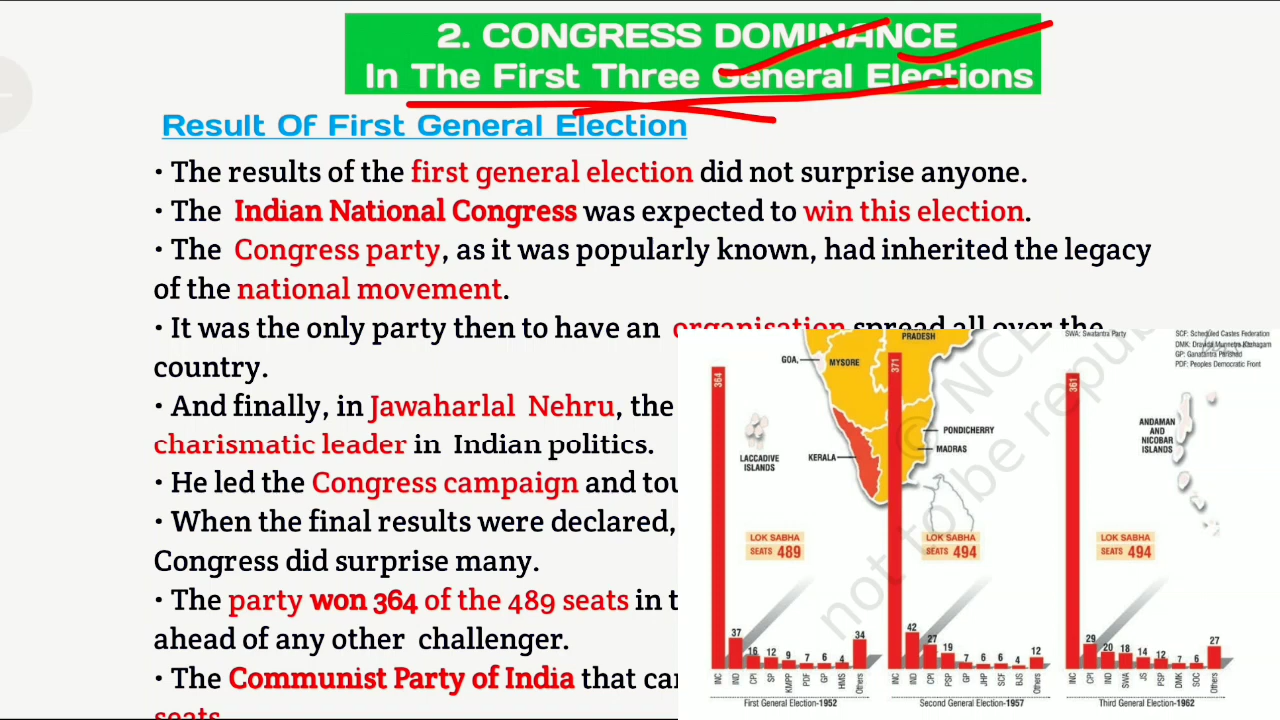 2. CONGRESS DOMINANCE
In The First Three General Elections
Result Of First General Election
· The results of the first general election did not surprise anyone.
· The Indian National Congress was expected to win this election.
· The Congress party, as it was popularly known, had inherited the legacy
of the national movement.
· It was the only party then to have an organisation spread all over the
country.
· And finally, in Jawaharlal Nehru, the
charismatic leader in Indian politics.
· He led the Congress campaign and
· When the final results were declared,
Congress did surprise many.
· The party won 364 of the 489 seats in
ahead of any other challenger.
· The Communist Party of India that
seats
PRADESH
GOA,
MYSORE
LACCADIVE
ISLANDS
KERALA
PONDICHERRY
MADRAS
SWA: Swatantra Party
SCF: Scheduled Castes Federation
DMK: Dravida Munnetra Kazhagam
GP: Ganatantra Parishad
PDF: Peoples Democratic Front
ANDAMAN
AND
NICOBAR
ISLANDS
not to be republ
© NCE
364
LOK SABHA
SEATS 489
37 16 12 9 7 6 4 34
INC IND CPI SP KMPP PDF GP HMS Others
First General Election-1952
371
LOK SABHA
SEATS 494
42 27 19 7 6 6 4 12
INC IND CPI PSP GP JHP SCF BJS Others
Second General Election-1957
361
LOK SABHA
SEATS 494
29 20 18 14 12 7 6 27
INC CPI IND SWA JS PSP DMK SOC Others
Third General Election-1962